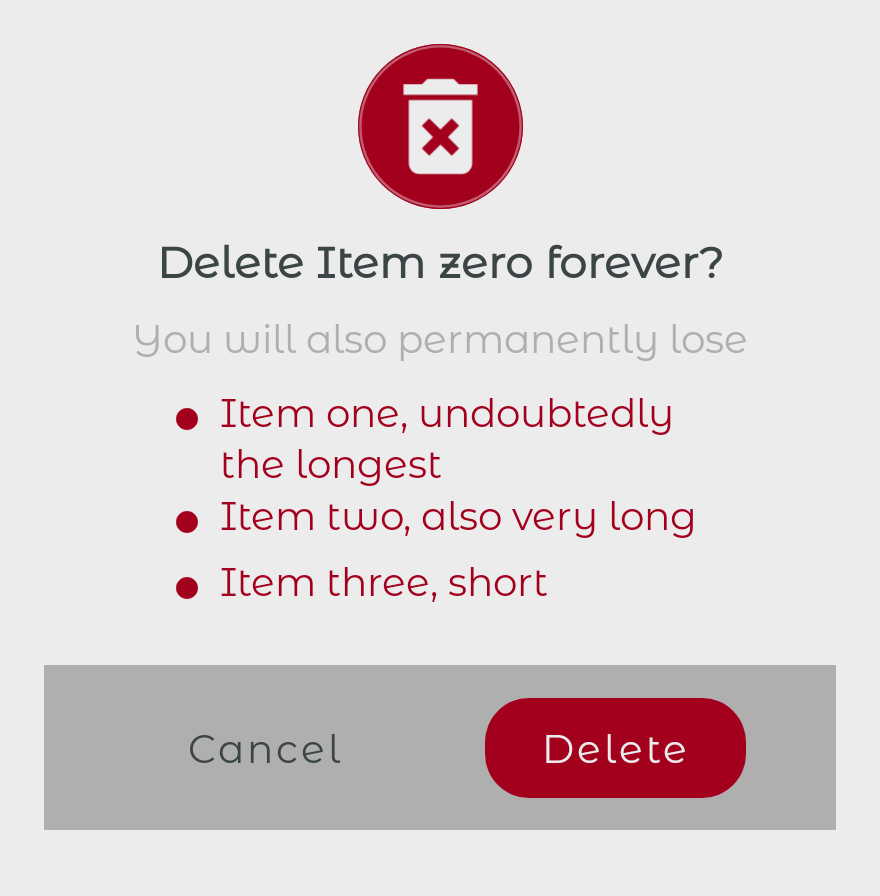 Delete Item zero forever?
You will also permanently lose
Item one, undoubtedly
the longest
Item two, also very long
Item three, short
Cancel
Delete